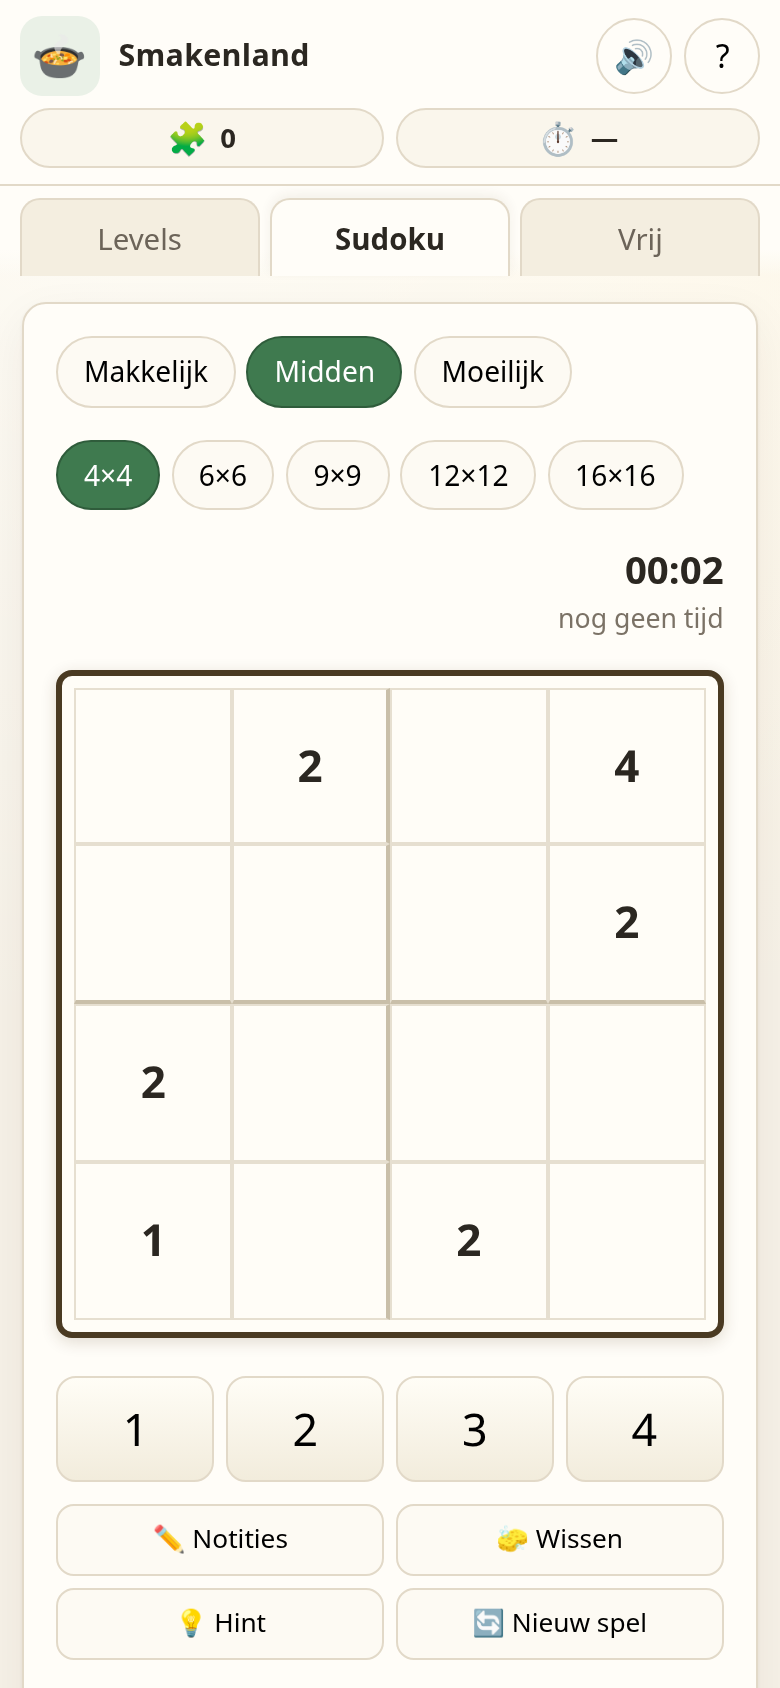 Smakenland
?
0
—
Levels Sudoku Vrij
Makkelijk Midden Moeilijk
4×4 6×6 9×9 12×12 16×16
00:02
nog geen tijd
2 4
2
2
1 2
1 2 3 4
Notities Wissen
Hint Nieuw spel